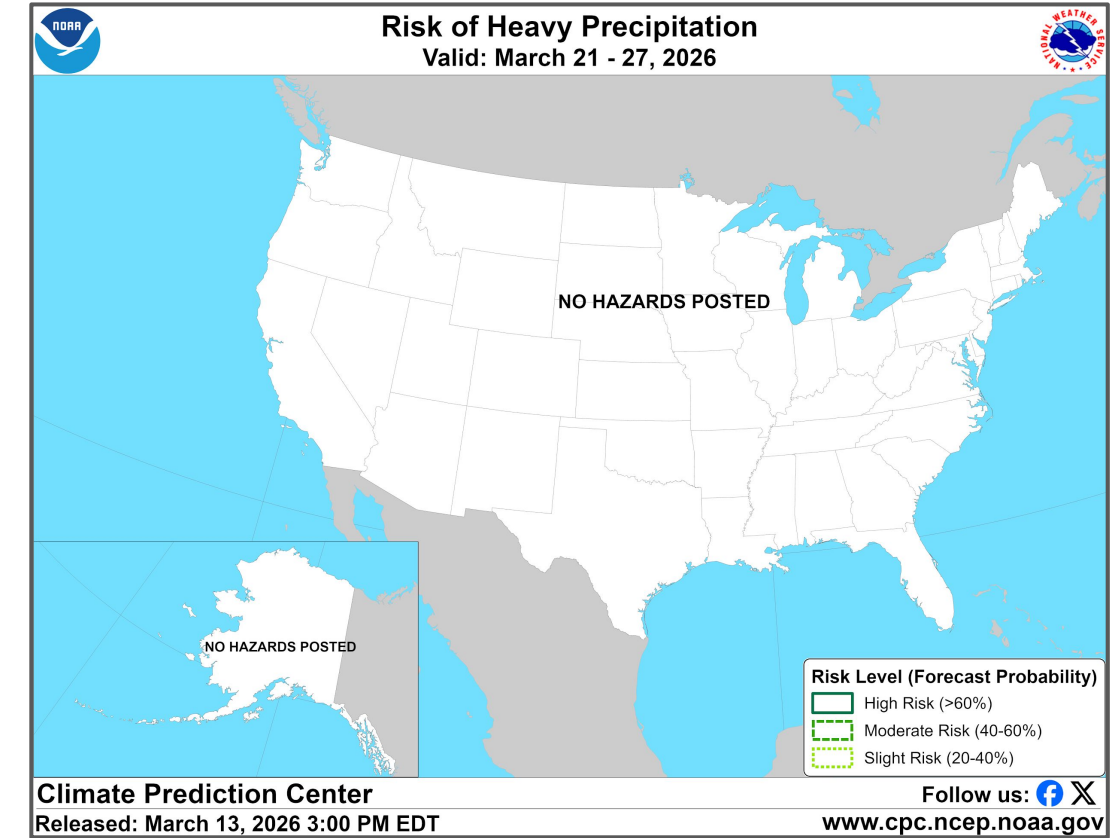 NOAA
Risk of Heavy Precipitation
Valid: March 21 - 27, 2026
NATIONAL WEATHER SERVICE
NO HAZARDS POSTED
NO HAZARDS POSTED
Risk Level (Forecast Probability)
High Risk (>60%)
Moderate Risk (40-60%)
Slight Risk (20-40%)
Climate Prediction Center
Follow us:
Released: March 13, 2026 3:00 PM EDT
www.cpc.ncep.noaa.gov